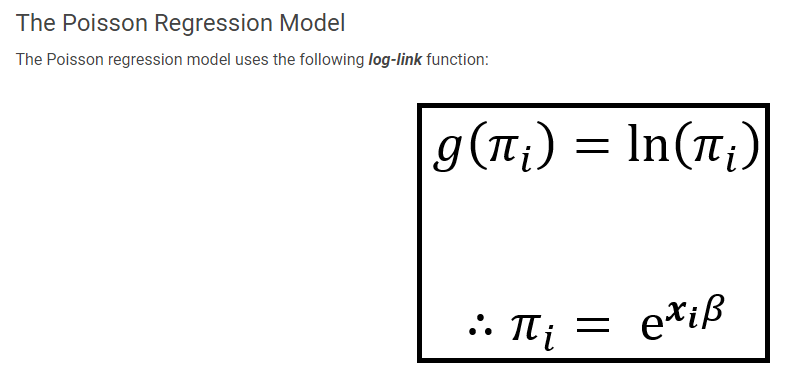 The Poisson Regression Model
The Poisson regression model uses the following log-link function:
g(πᵢ) = ln(πᵢ)
∴ πᵢ = e^{xᵢβ}